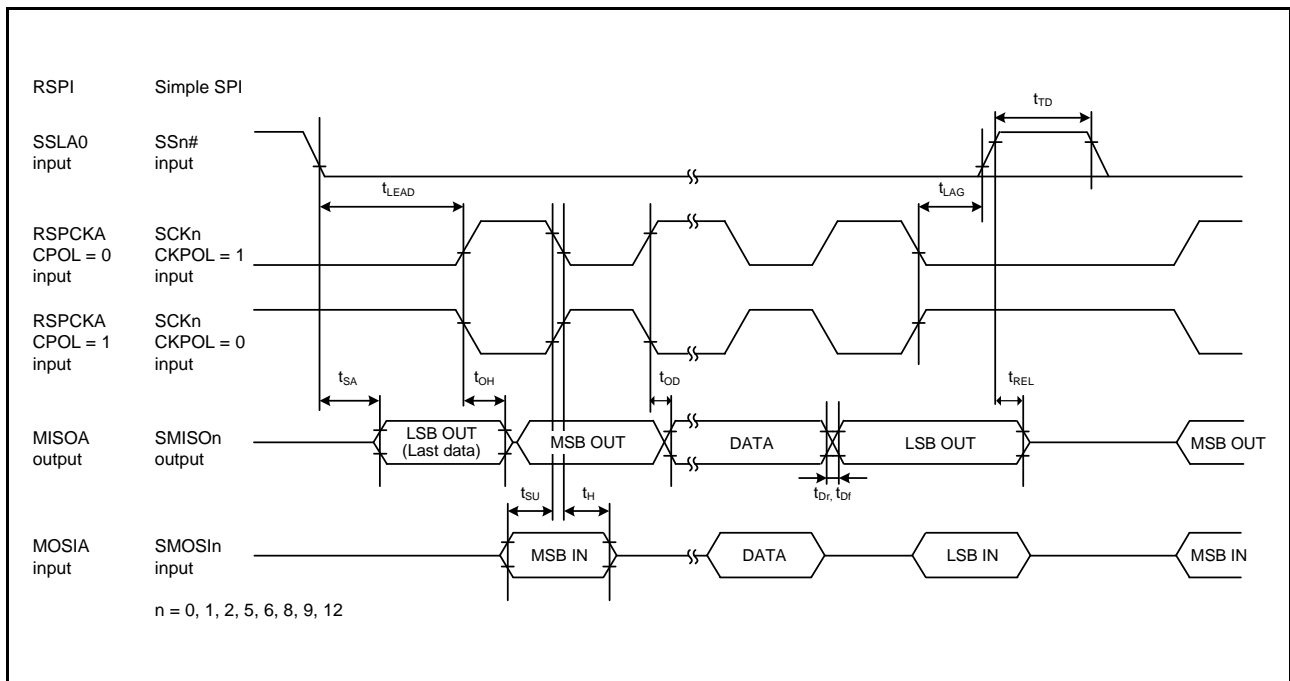 RSPI Simple SPI
tTD
SSLA0 SSn#
input input
tLEAD tLAG
RSPCKA SCKn
CPOL = 0 CKPOL = 1
input input
RSPCKA SCKn
CPOL = 1 CKPOL = 0
input input
tSA tOH tOD tREL
MISOA SMISOn
output output
LSB OUT
(Last data)
MSB OUT DATA LSB OUT MSB OUT
tSU tH tDr, tDf
MOSIA SMOSIn
input input
MSB IN DATA LSB IN MSB IN
n = 0, 1, 2, 5, 6, 8, 9, 12